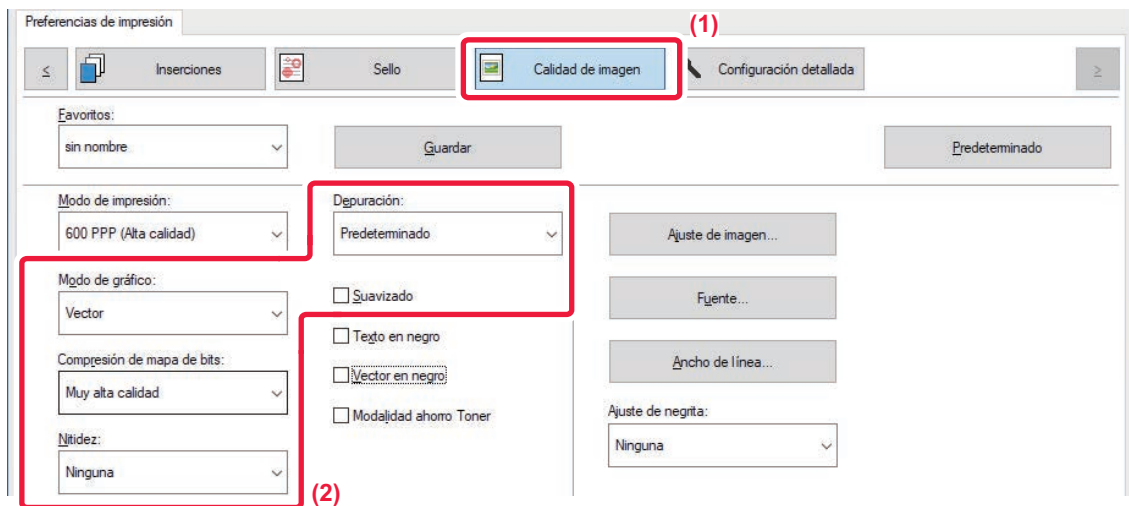 Preferencias de impresión
(1)
≤
Inserciones
Sello
Calidad de imagen
Configuración detallada
≥
Favoritos:
sin nombre
Guardar
Predeterminado
Modo de impresión:
600 PPP (Alta calidad)
Depuración:
Predeterminado
Ajuste de imagen...
Modo de gráfico:
Vector
Suavizado
Fuente...
Texto en negro
Compresión de mapa de bits:
Muy alta calidad
Vector en negro
Ancho de línea...
Modalidad ahorro Toner
Ajuste de negrita:
Ninguna
Nitidez:
Ninguna
(2)